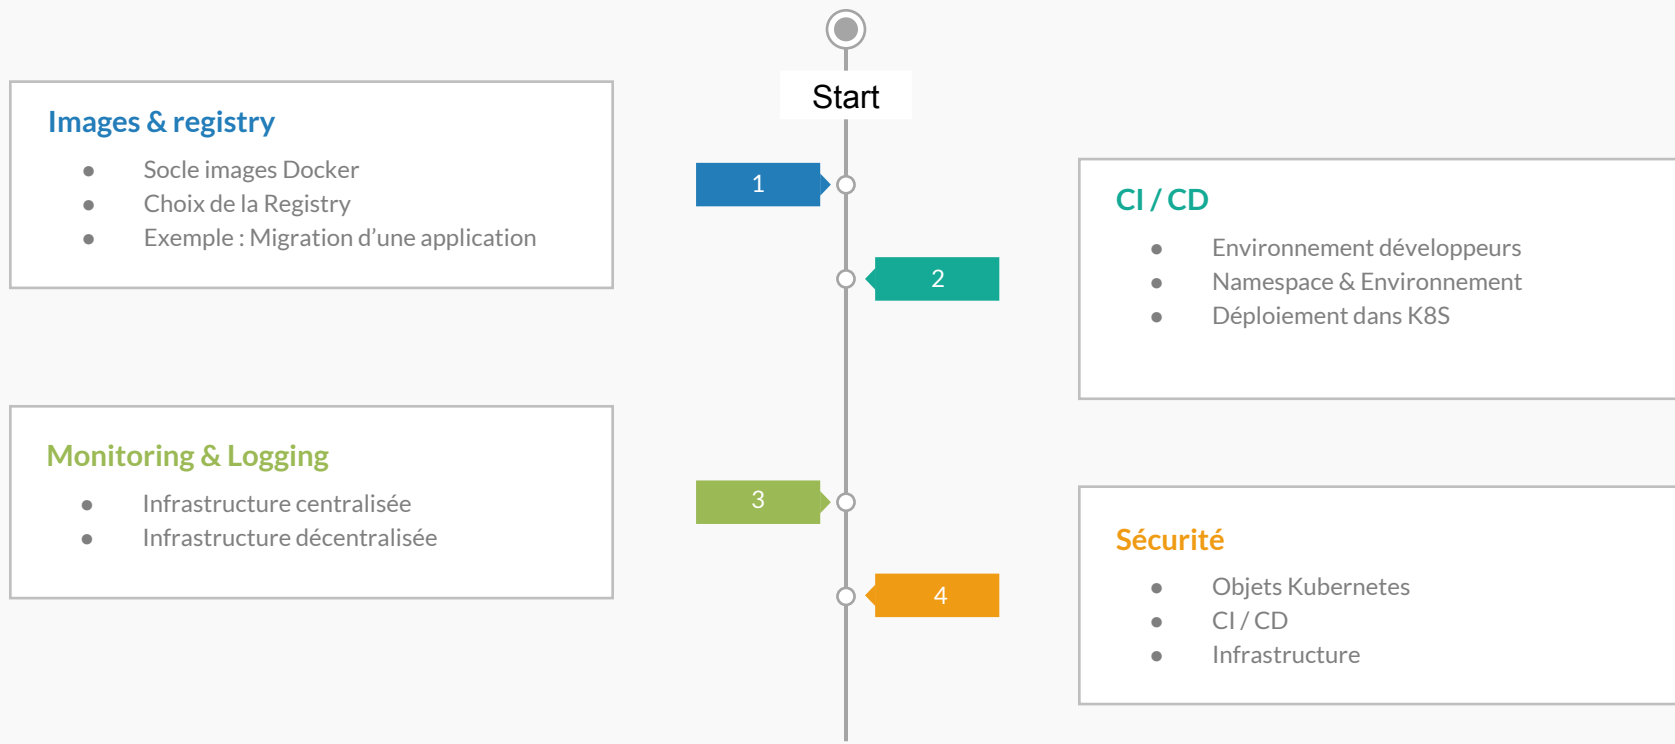 Start
Images & registry
● Socle images Docker
● Choix de la Registry
● Exemple : Migration d’une application
1
CI / CD
● Environnement développeurs
● Namespace & Environnement
● Déploiement dans K8S
2
Monitoring & Logging
● Infrastructure centralisée
● Infrastructure décentralisée
3
Sécurité
● Objets Kubernetes
● CI / CD
● Infrastructure
4